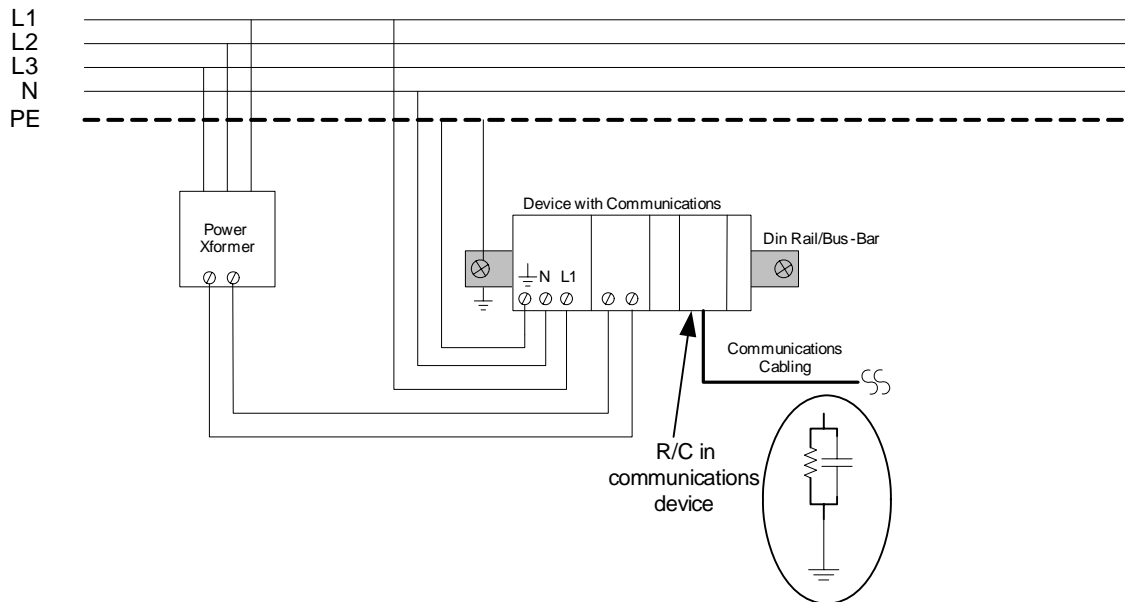 L1
L2
L3
N
PE
Device with Communications
Power
Xformer
Din Rail/Bus-Bar
N L1
Communications
Cabling
R/C in
communications
device